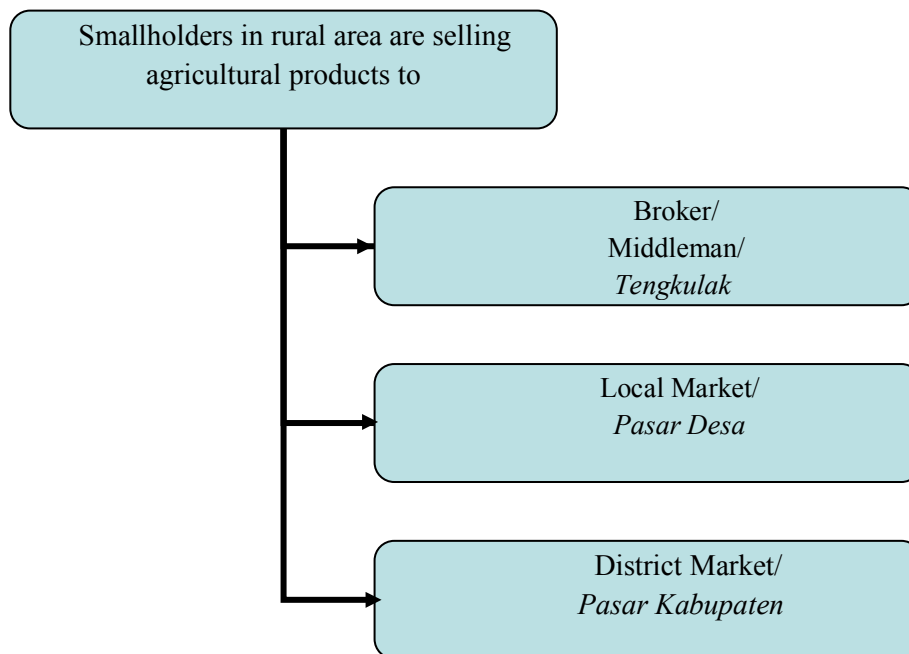 Smallholders in rural area are selling
agricultural products to
Broker/
Middleman/
Tengkulak
Local Market/
Pasar Desa
District Market/
Pasar Kabupaten